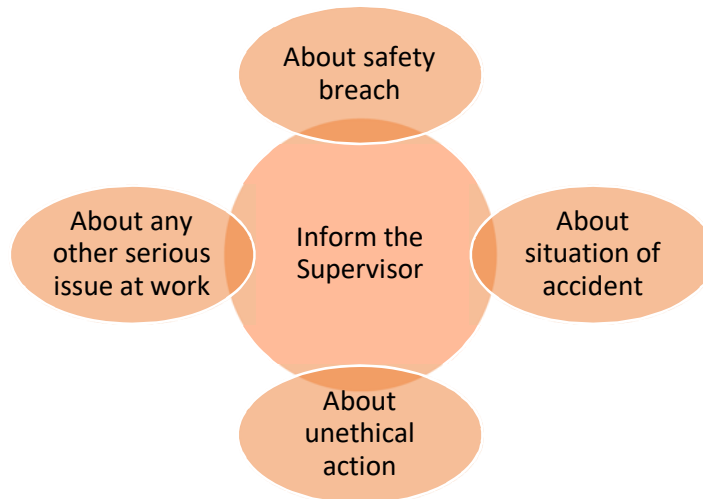 About safety
breach
About any
other serious
issue at work
Inform the
Supervisor
About
situation of
accident
About
unethical
action